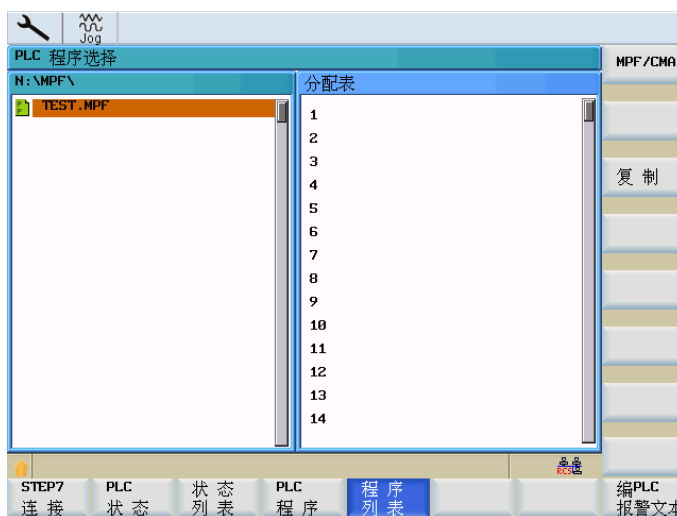 Jog
PLC 程序选择
MPF/CMA
N:\MPF\
分配表
TEST.MPF
1
2
3
4
5
6
7
8
9
10
11
12
13
14
复制
RCS
STEP7
连接
PLC
状态
状态
列表
PLC
程序
程序
列表
编PLC
报警文本